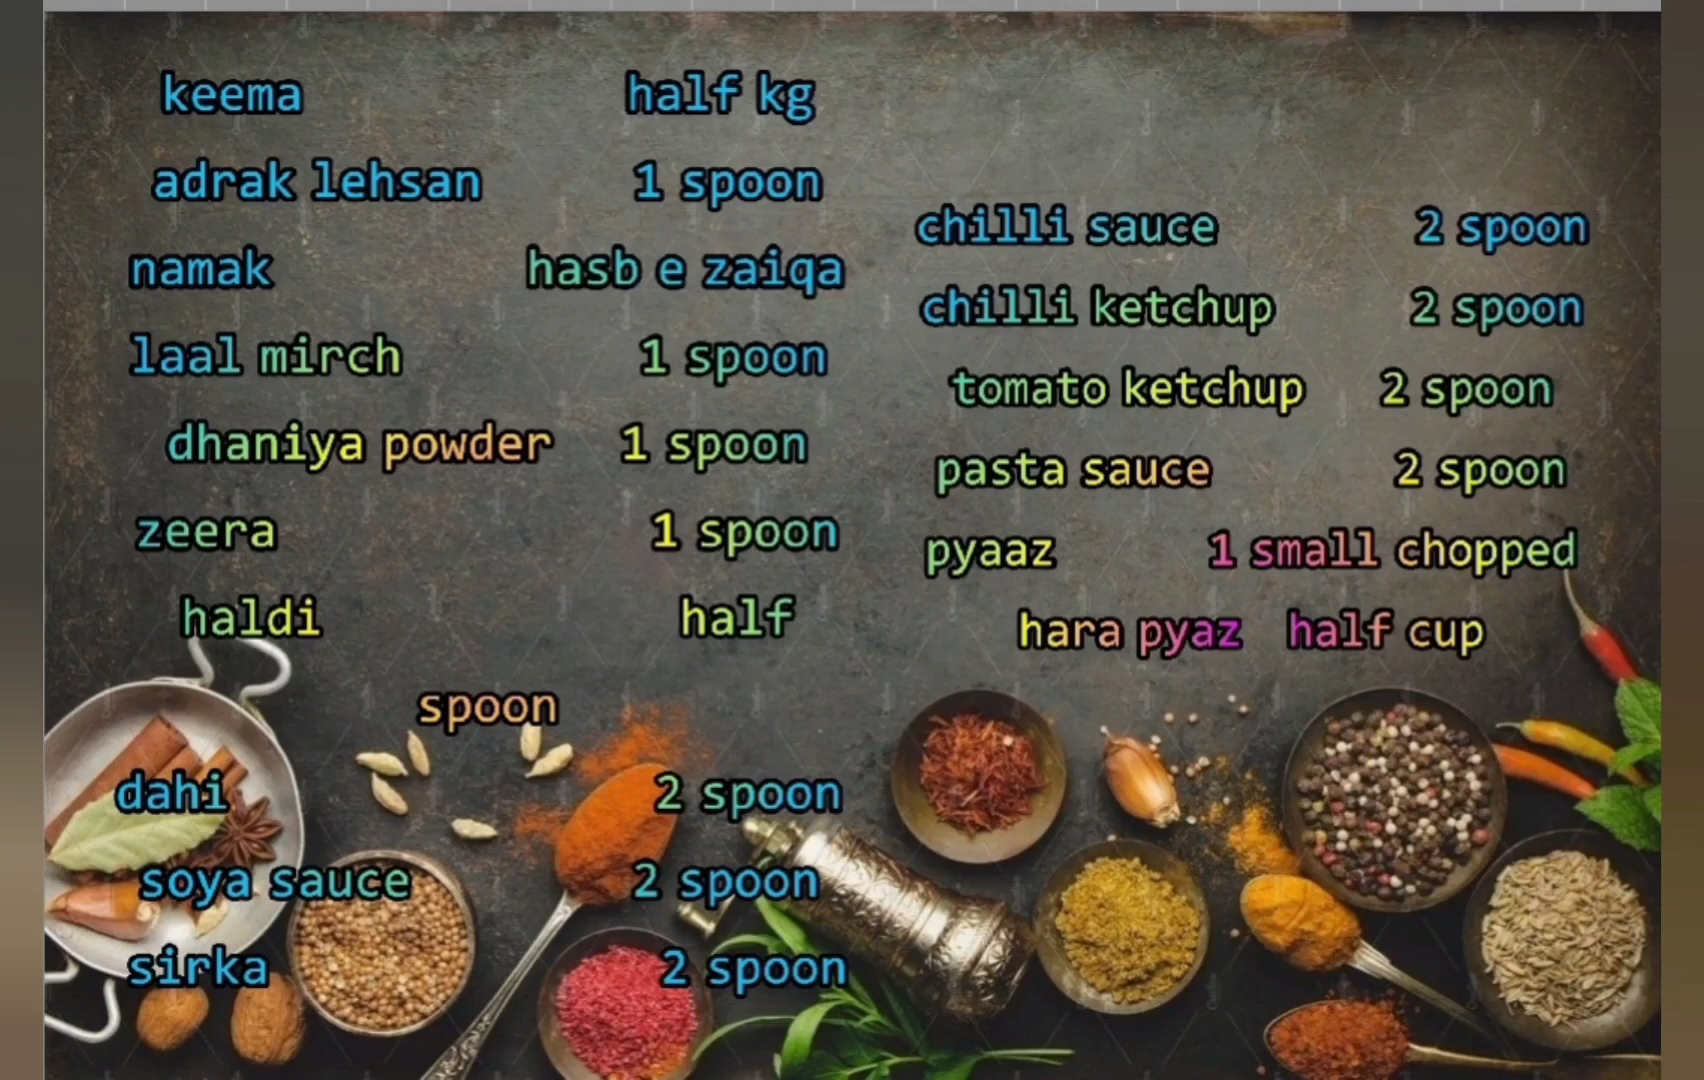 keema half kg
adrak lehsan 1 spoon
namak hasb e zaiqa
laal mirch 1 spoon
dhaniya powder 1 spoon
zeera 1 spoon
haldi half
spoon
dahi 2 spoon
soya sauce 2 spoon
sirka 2 spoon
chilli sauce 2 spoon
chilli ketchup 2 spoon
tomato ketchup 2 spoon
pasta sauce 2 spoon
pyaaz 1 small chopped
hara pyaz half cup